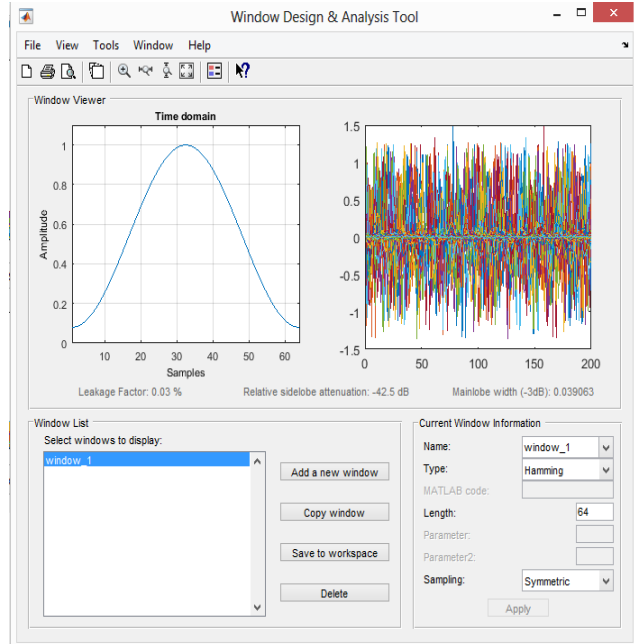 Window Design & Analysis Tool
File View Tools Window Help
Window Viewer
Time domain
1
0.8
0.6
0.4
0.2
0
Amplitude
10 20 30 40 50 60
Samples
1.5
1
0.5
0
-0.5
-1
-1.5
0 50 100 150 200
Leakage Factor: 0.03 % Relative sidelobe attenuation: -42.5 dB Mainlobe width (-3dB): 0.039063
Window List
Select windows to display:
window_1
Add a new window
Copy window
Save to workspace
Delete
Current Window Information
Name: window_1
Type: Hamming
MATLAB code:
Length: 64
Parameter:
Parameter2:
Sampling: Symmetric
Apply